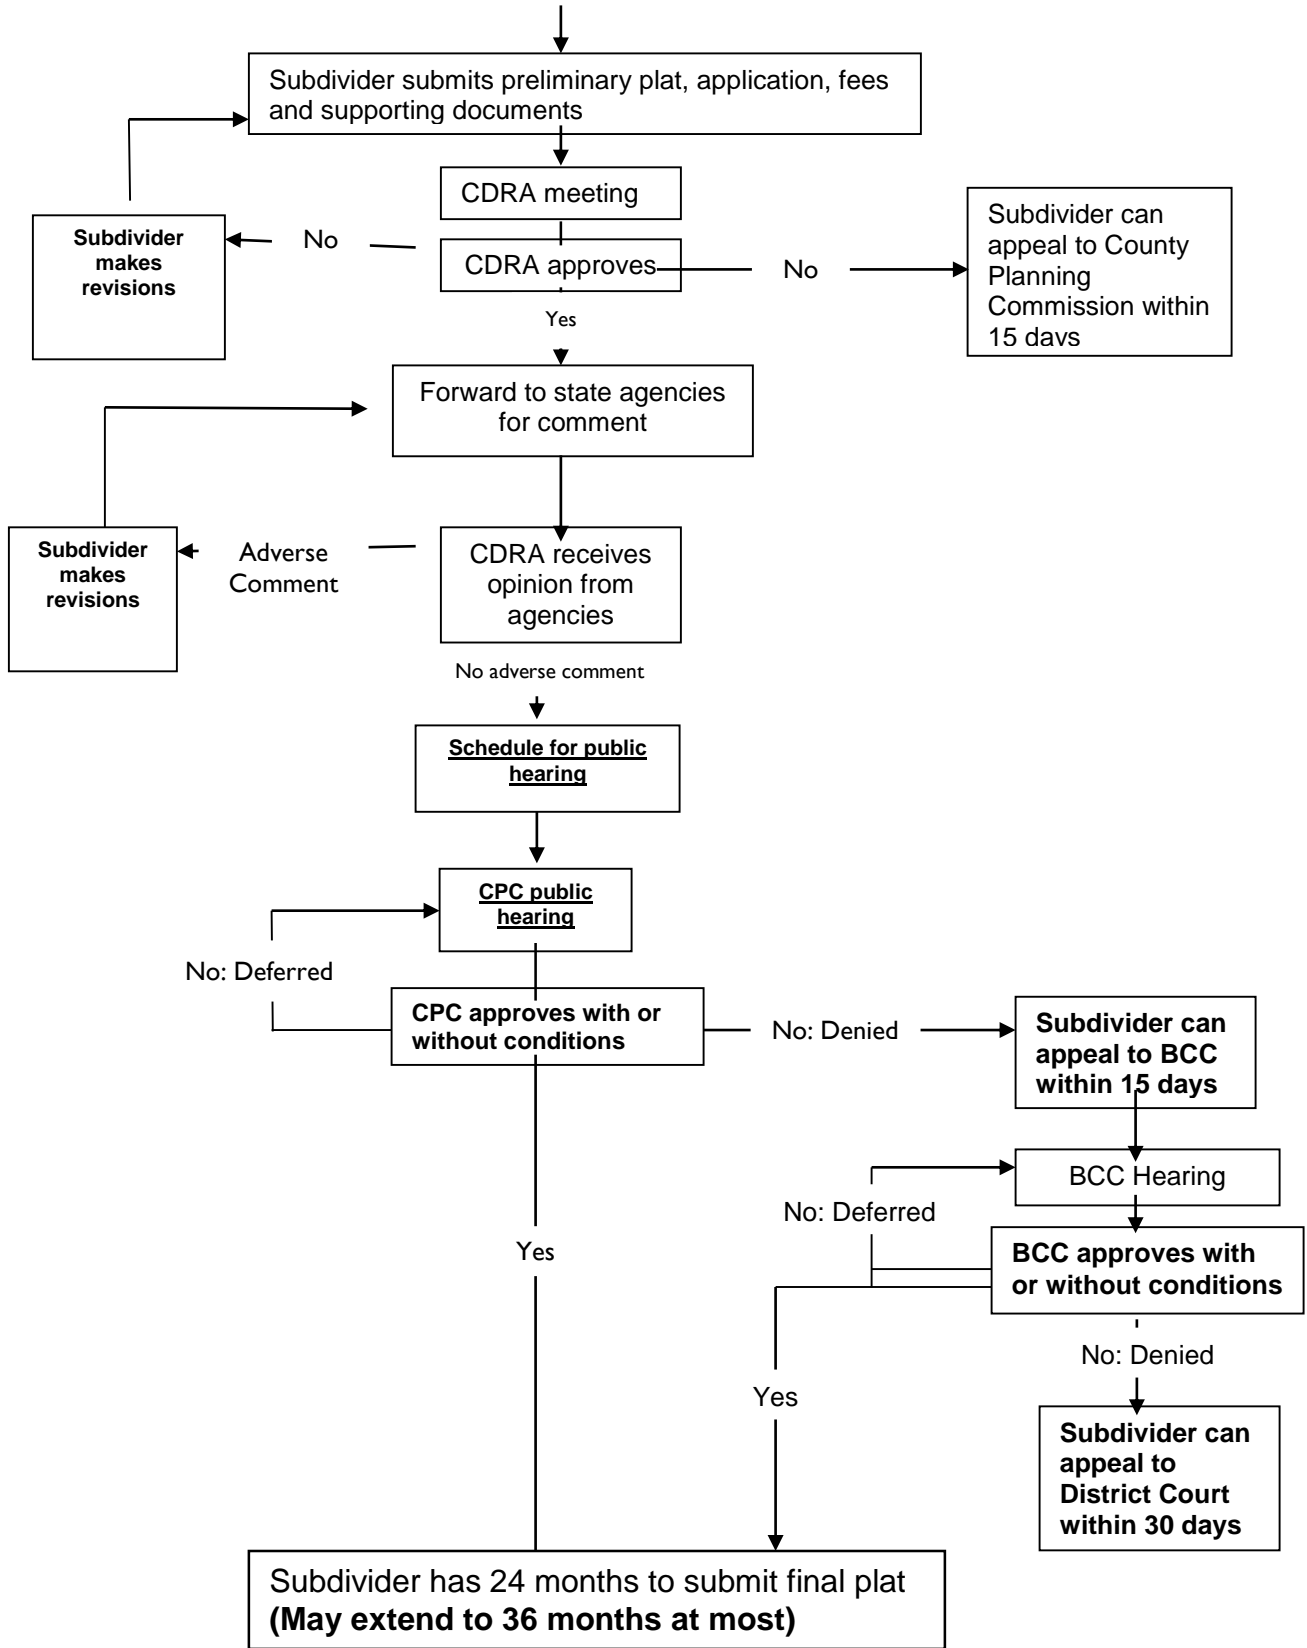 Subdivider submits preliminary plat, application, fees
and supporting documents
CDRA meeting
Subdivider
makes
revisions
No
CDRA approves
No
Subdivider can
appeal to County
Planning
Commission within
15 days
Yes
Forward to state agencies
for comment
Subdivider
makes
revisions
Adverse
Comment
CDRA receives
opinion from
agencies
No adverse comment
Schedule for public
hearing
CPC public
hearing
No: Deferred
CPC approves with or
without conditions
No: Denied
Subdivider can
appeal to BCC
within 15 days
BCC Hearing
No: Deferred
Yes
BCC approves with
or without conditions
No: Denied
Yes
Subdivider can
appeal to
District Court
within 30 days
Subdivider has 24 months to submit final plat
(May extend to 36 months at most)